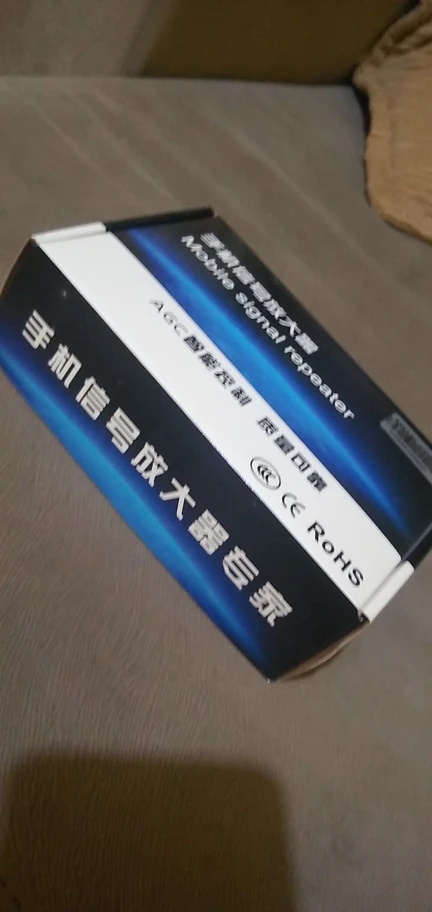 手机信号放大器
Mobile signal repeater
AGC智能控制 质量可靠
CCC CE RoHS
手机信号放大器专家